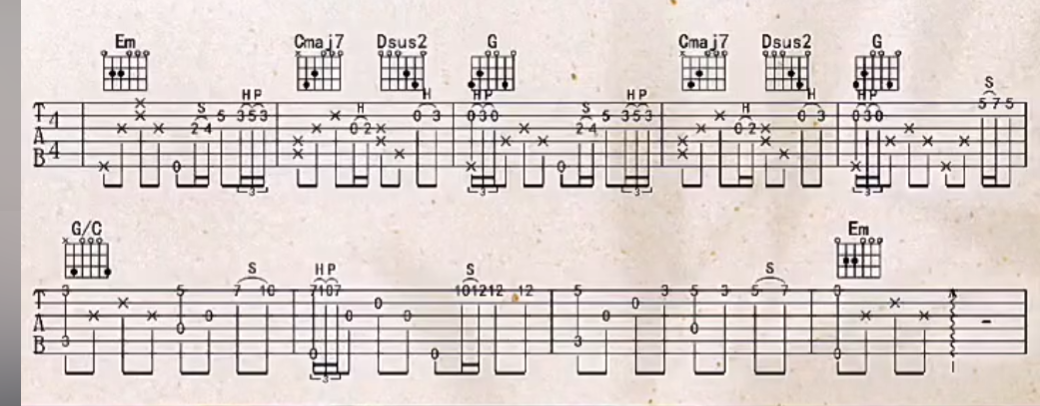 Em Cmaj7 Dsus2 G Cmaj7 Dsus2 G
S H P H H H P S H P H H H P S
T 4 5 3 5 3 0 3 0 3 0 5 3 5 3 0 3 0 3 0 5 7 5
A 2 4 0 2 2 4 0 2
B 4 0 0
3 3 3 3
G/C Em
S H P S S
T 3 5 7 10 7 10 7 0 10 12 12 12 5 0 3 5 3 5 7 0
A 0 0 0 0 0 0
B 3 0 0 3 0
3